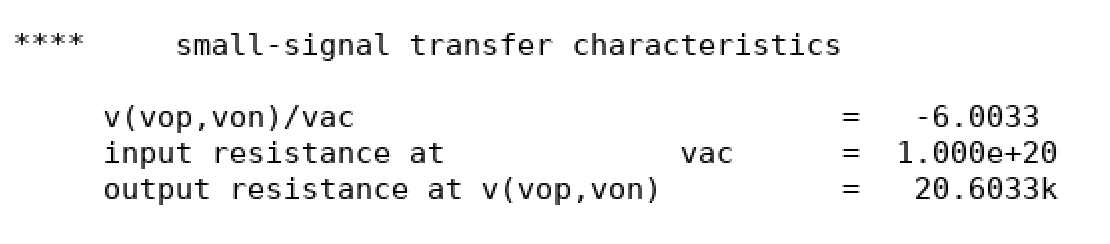 **** small-signal transfer characteristics
v(vop,von)/vac = -6.0033
input resistance at vac = 1.000e+20
output resistance at v(vop,von) = 20.6033k